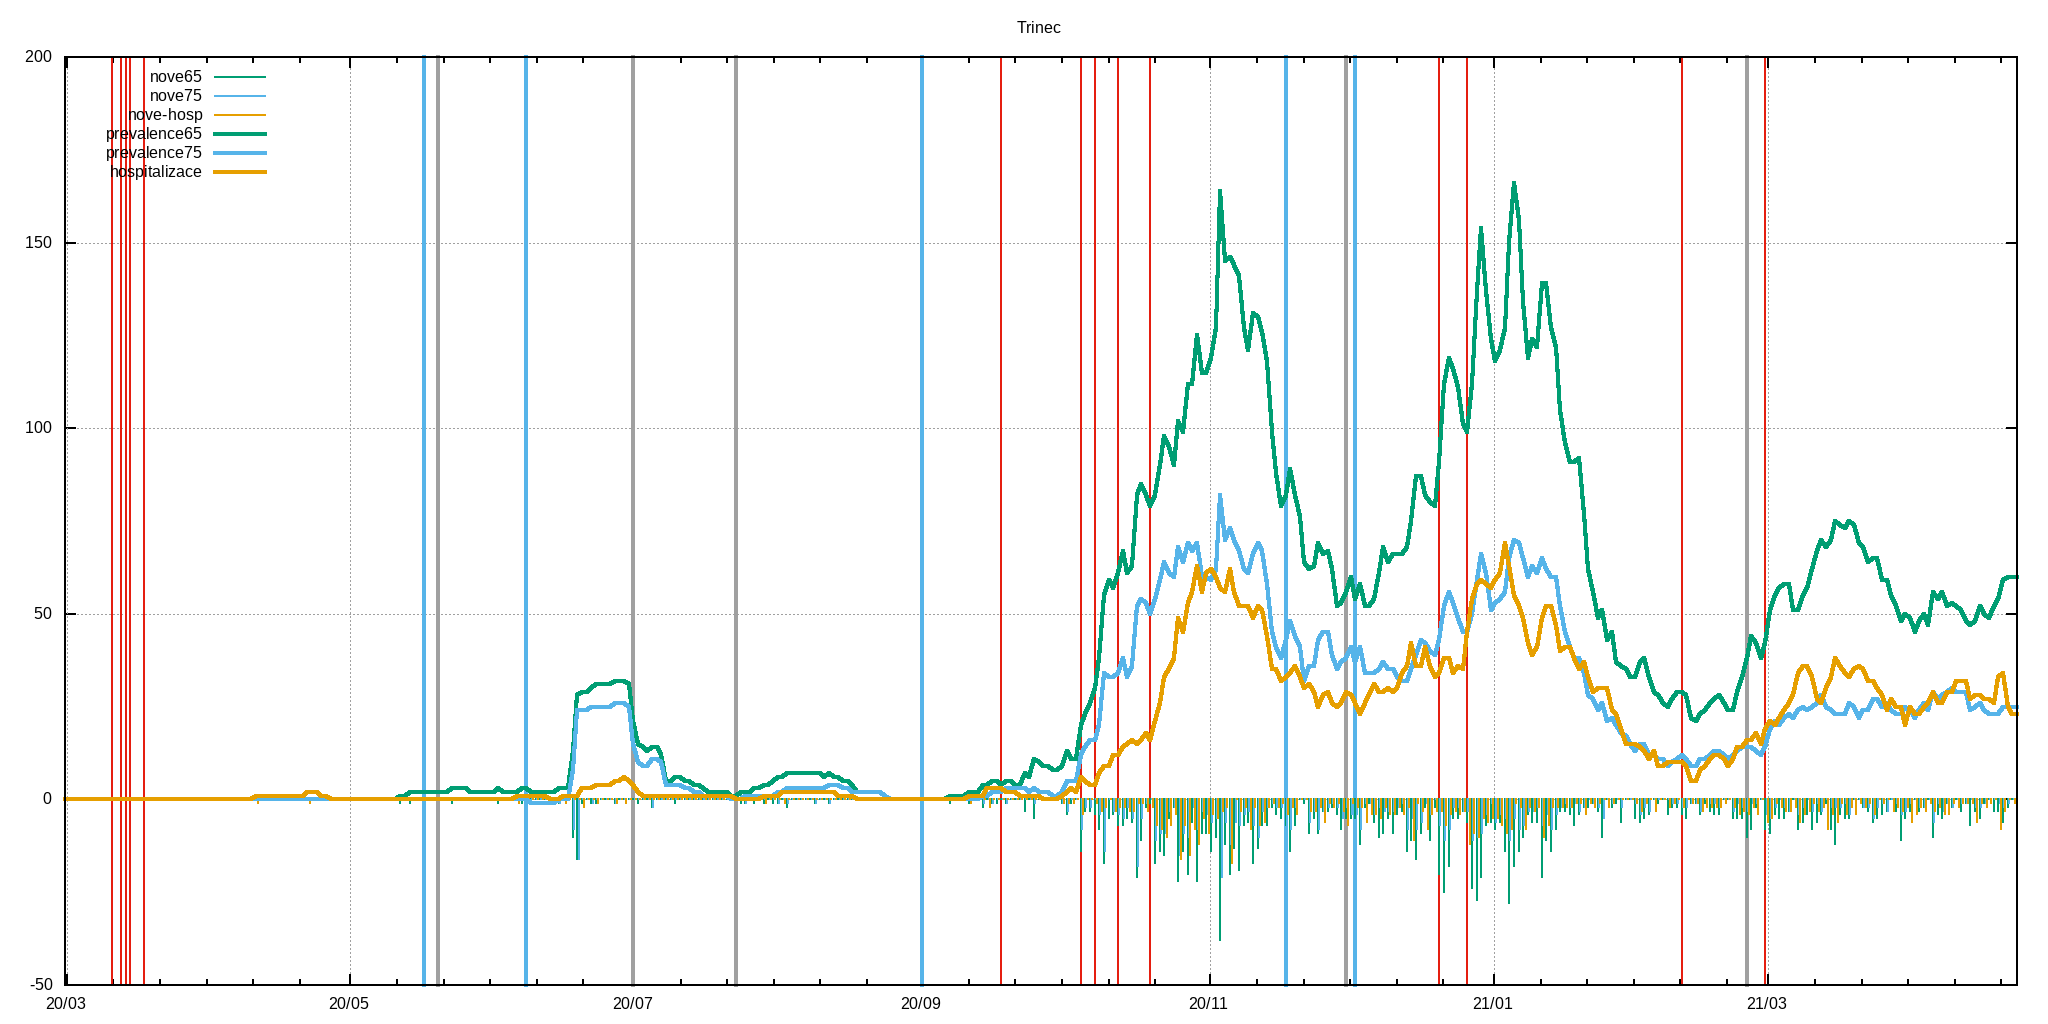 Trinec
200
150
100
50
0
-50
nove65
nove75
nove-hosp
prevalence65
prevalence75
hospitalizace
20/03 20/05 20/07 20/09 20/11 21/01 21/03